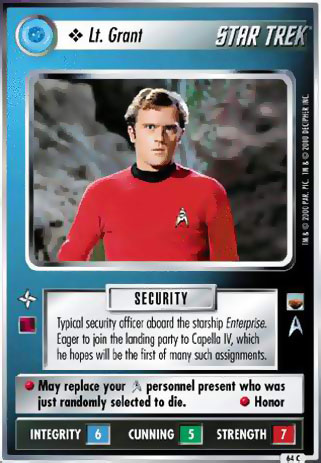 ❖ Lt. Grant
STAR TREK
TM & © 2000 PAR. PIC. TM & © 2000 DECIPHER INC.
SECURITY
Typical security officer aboard the starship Enterprise.
Eager to join the landing party to Capella IV, which
he hopes will be the first of many such assignments.
May replace your personnel present who was
just randomly selected to die. • Honor
INTEGRITY 6 CUNNING 5 STRENGTH 7
64 C